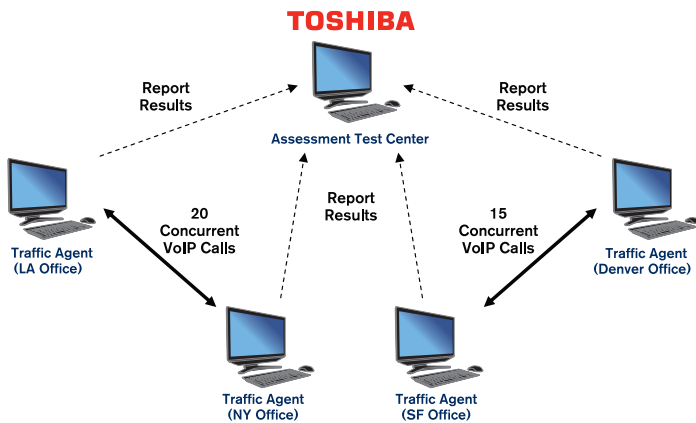 TOSHIBA
Report
Results
Report
Results
Assessment Test Center
20
Concurrent
VoIP Calls
Report
Results
15
Concurrent
VoIP Calls
Traffic Agent
(LA Office)
Traffic Agent
(Denver Office)
Traffic Agent
(NY Office)
Traffic Agent
(SF Office)